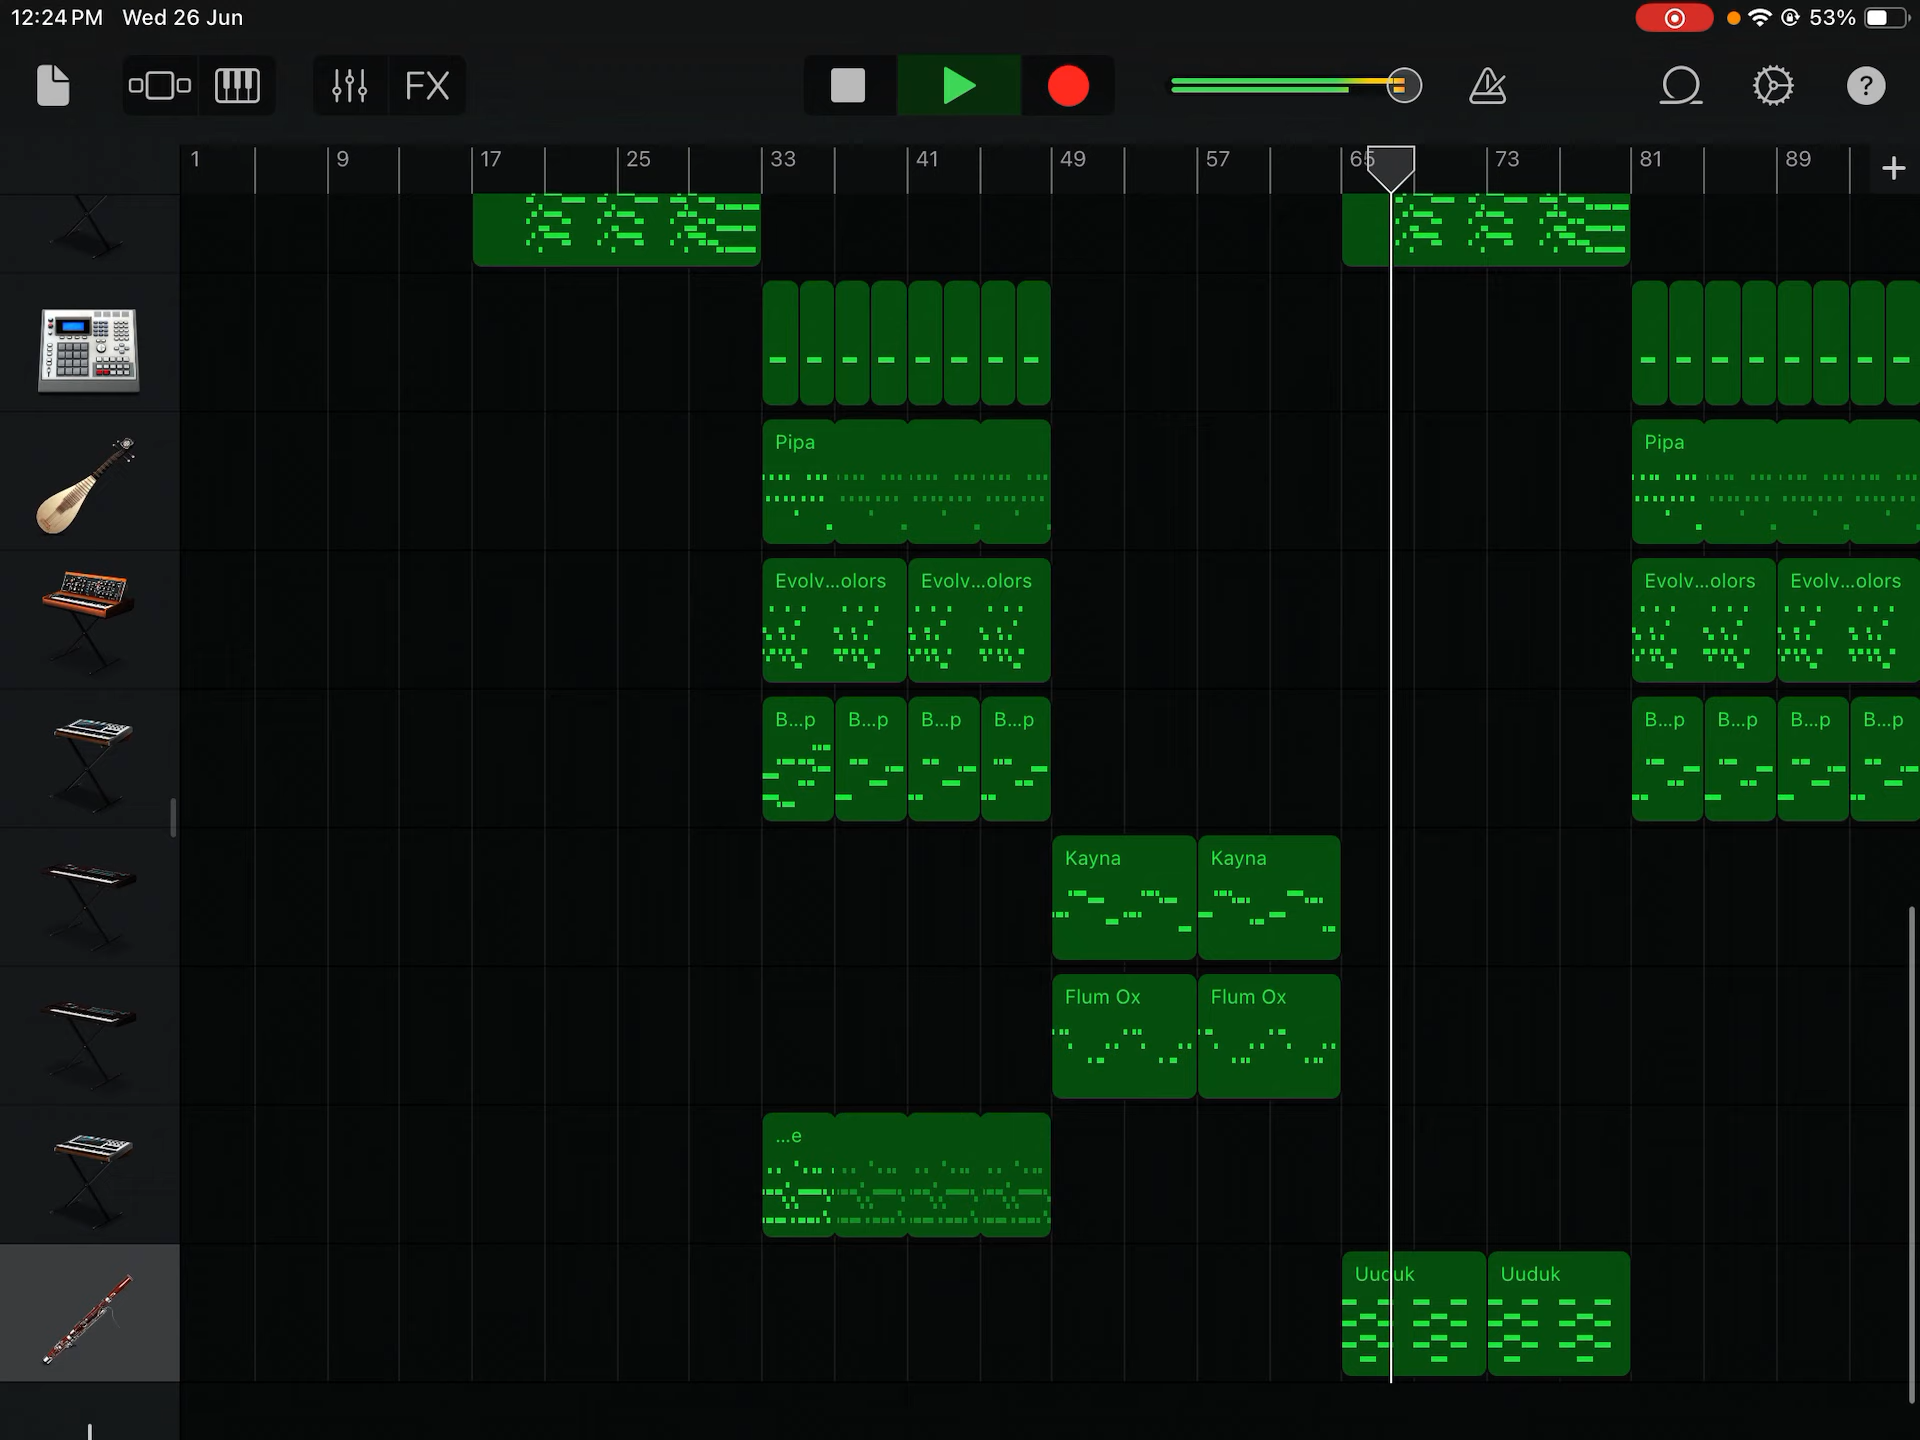 12:24 PM Wed 26 Jun 53%
FX ?
1 9 17 25 33 41 49 57 65 73 81 89 +
Pipa Pipa
Evolv...olors Evolv...olors Evolv...olors Evolv...olors
B...p B...p B...p B...p B...p B...p B...p B...p
Kayna Kayna
Flum Ox Flum Ox
...e
Uuduk Uuduk